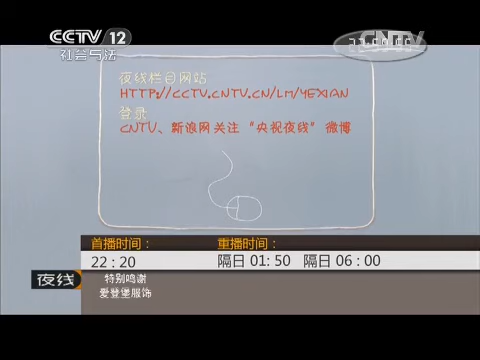 CCTV 12
社会与法
CNTV
夜线栏目网站
HTTP://CCTV.CNTV.CN/LM/YEXIAN
登录
CNTV、新浪网关注“央视夜线”微博
首播时间： 重播时间：
22：20 隔日 01：50 隔日 06：00
夜线
特别鸣谢
爱登堡服饰